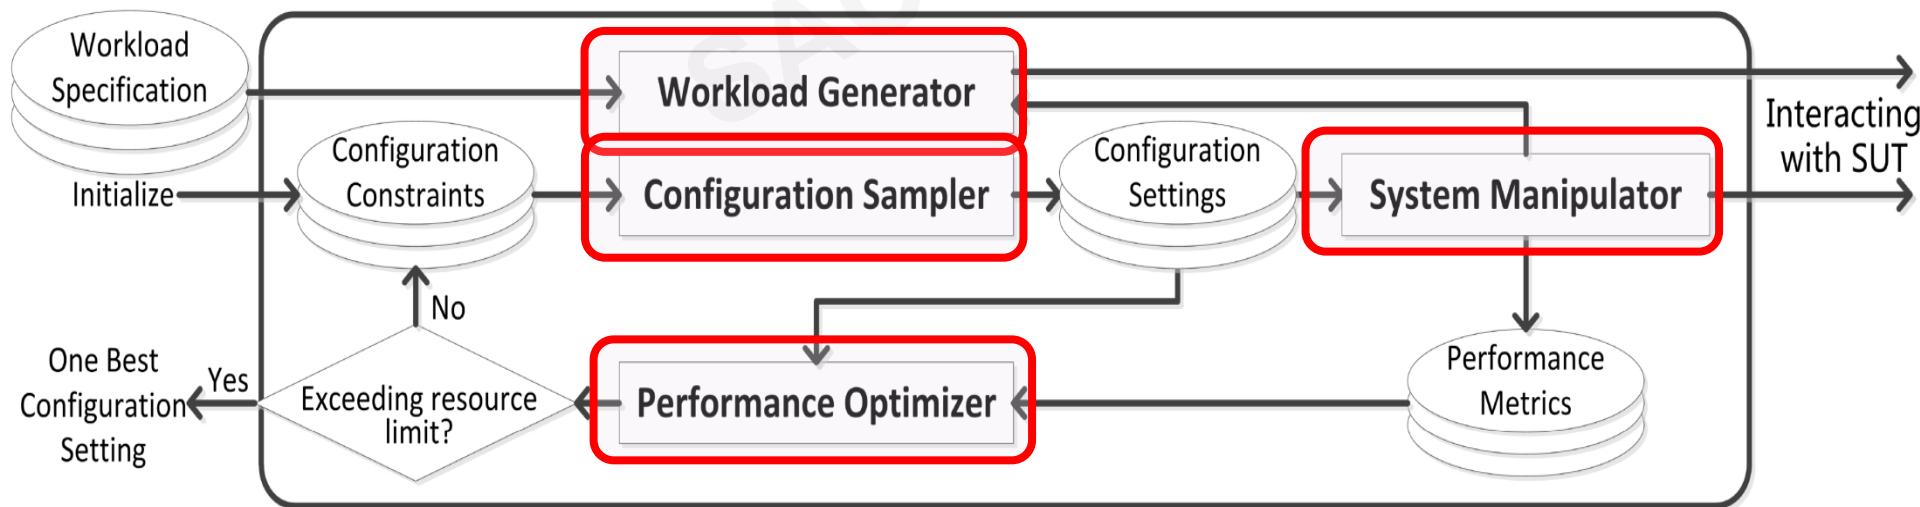 Workload
Specification
Workload Generator
Interacting
with SUT
Initialize
Configuration
Constraints
Configuration Sampler
Configuration
Settings
System Manipulator
No
One Best
Configuration
Setting
Yes
Exceeding resource
limit?
Performance Optimizer
Performance
Metrics